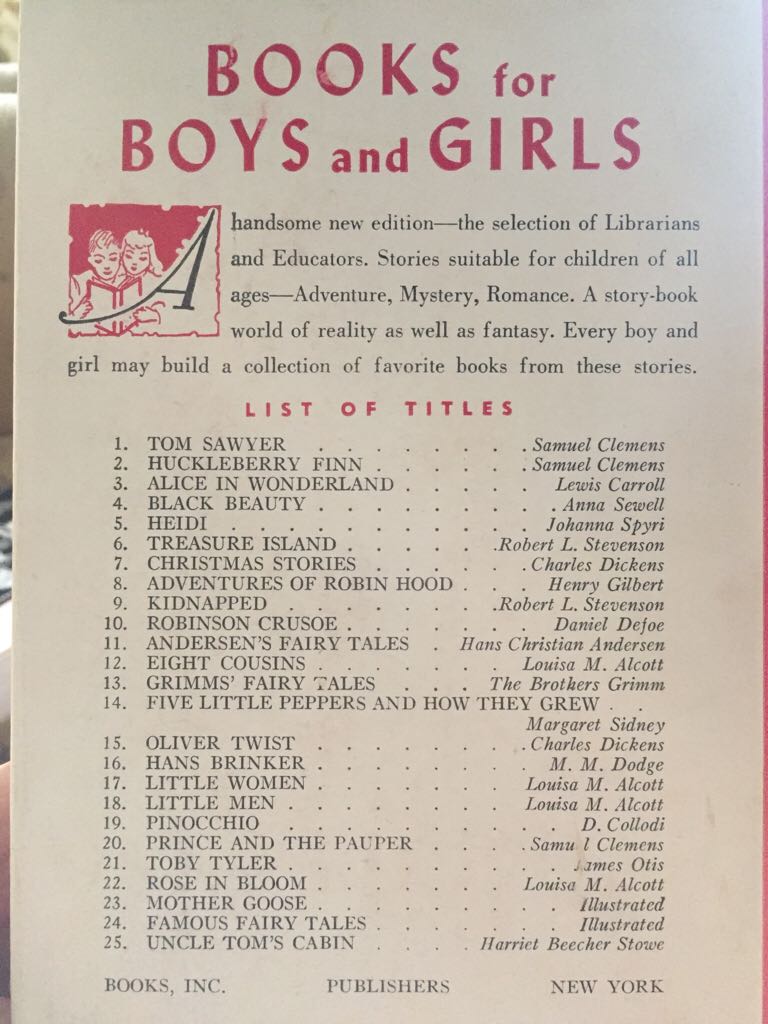 BOOKS for
BOYS and GIRLS
A handsome new edition—the selection of Librarians
and Educators. Stories suitable for children of all
ages—Adventure, Mystery, Romance. A story-book
world of reality as well as fantasy. Every boy and
girl may build a collection of favorite books from these stories.
LIST OF TITLES
1. TOM SAWYER . . . . . . . . Samuel Clemens
2. HUCKLEBERRY FINN . . . . . . Samuel Clemens
3. ALICE IN WONDERLAND . . . . . Lewis Carroll
4. BLACK BEAUTY . . . . . . . . Anna Sewell
5. HEIDI . . . . . . . . . . . Johanna Spyri
6. TREASURE ISLAND . . . . . . Robert L. Stevenson
7. CHRISTMAS STORIES . . . . . . Charles Dickens
8. ADVENTURES OF ROBIN HOOD . . . Henry Gilbert
9. KIDNAPPED . . . . . . . . Robert L. Stevenson
10. ROBINSON CRUSOE . . . . . . . Daniel Defoe
11. ANDERSEN'S FAIRY TALES . Hans Christian Andersen
12. EIGHT COUSINS . . . . . . . Louisa M. Alcott
13. GRIMMS' FAIRY TALES . . . The Brothers Grimm
14. FIVE LITTLE PEPPERS AND HOW THEY GREW . .
Margaret Sidney
15. OLIVER TWIST . . . . . . . . Charles Dickens
16. HANS BRINKER . . . . . . . M. M. Dodge
17. LITTLE WOMEN . . . . . . . Louisa M. Alcott
18. LITTLE MEN . . . . . . . . Louisa M. Alcott
19. PINOCCHIO . . . . . . . . . . D. Collodi
20. PRINCE AND THE PAUPER . . . . Samuel Clemens
21. TOBY TYLER . . . . . . . . . James Otis
22. ROSE IN BLOOM . . . . . . . Louisa M. Alcott
23. MOTHER GOOSE . . . . . . . . Illustrated
24. FAMOUS FAIRY TALES . . . . . . Illustrated
25. UNCLE TOM'S CABIN . . . . Harriet Beecher Stowe
BOOKS, INC. PUBLISHERS NEW YORK